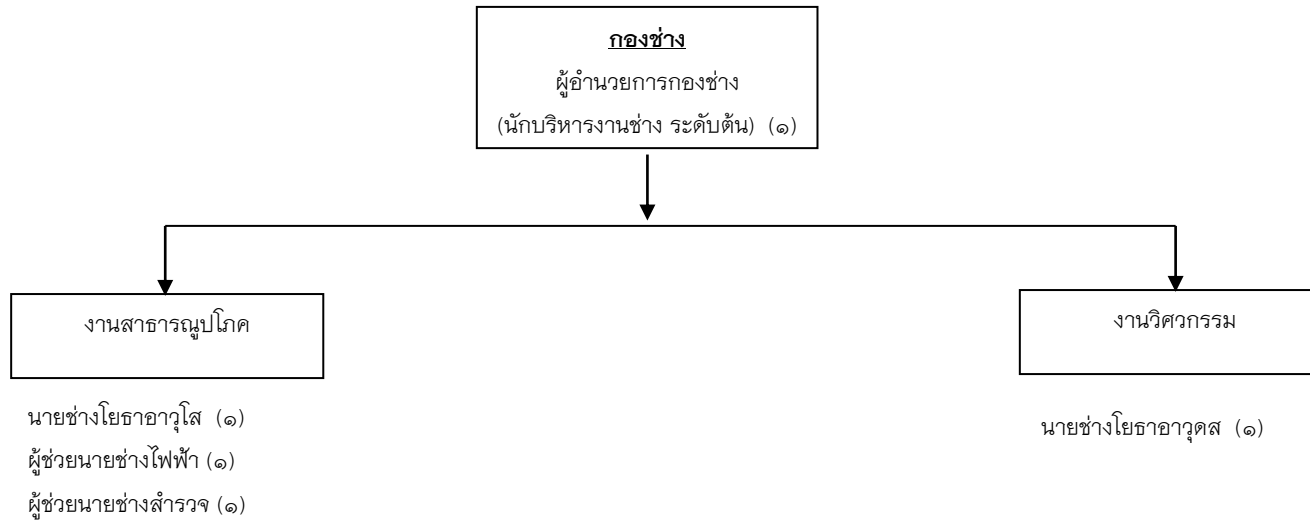 กองช่าง
ผู้อำนวยการกองช่าง
(นักบริหารงานช่าง ระดับต้น) (๑)
งานสาธารณูปโภค
นายช่างโยธาอาวุโส (๑)
ผู้ช่วยนายช่างไฟฟ้า (๑)
ผู้ช่วยนายช่างสำรวจ (๑)
งานวิศวกรรม
นายช่างโยธาอาวุดส (๑)